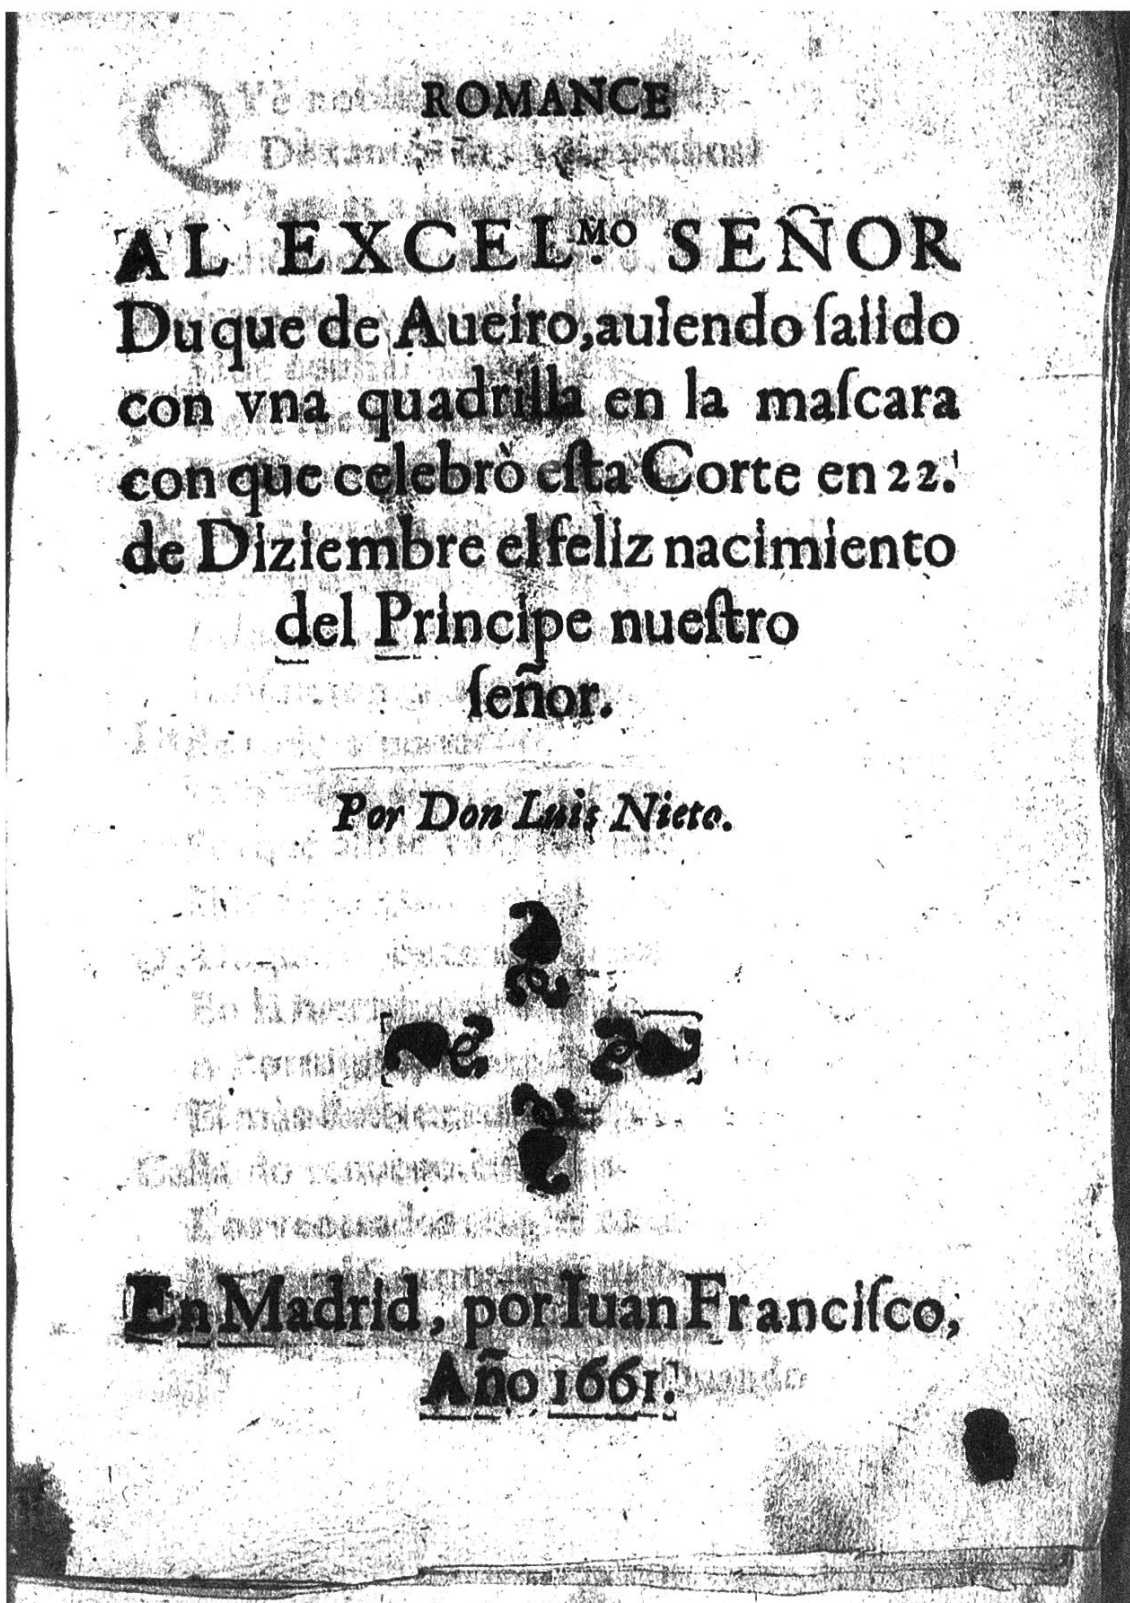 ROMANCE
AL EXCEL.ᴹᴼ SEÑOR
Duque de Aueiro, auiendo ſalido
con vna quadrilla en la maſcara
con que celebrò eſta Corte en 22.
de Diziembre el feliz nacimiento
del Principe nueſtro
ſeñor.
Por Don Luis Nieto.
En Madrid, por Iuan Franciſco,
Año 1661.